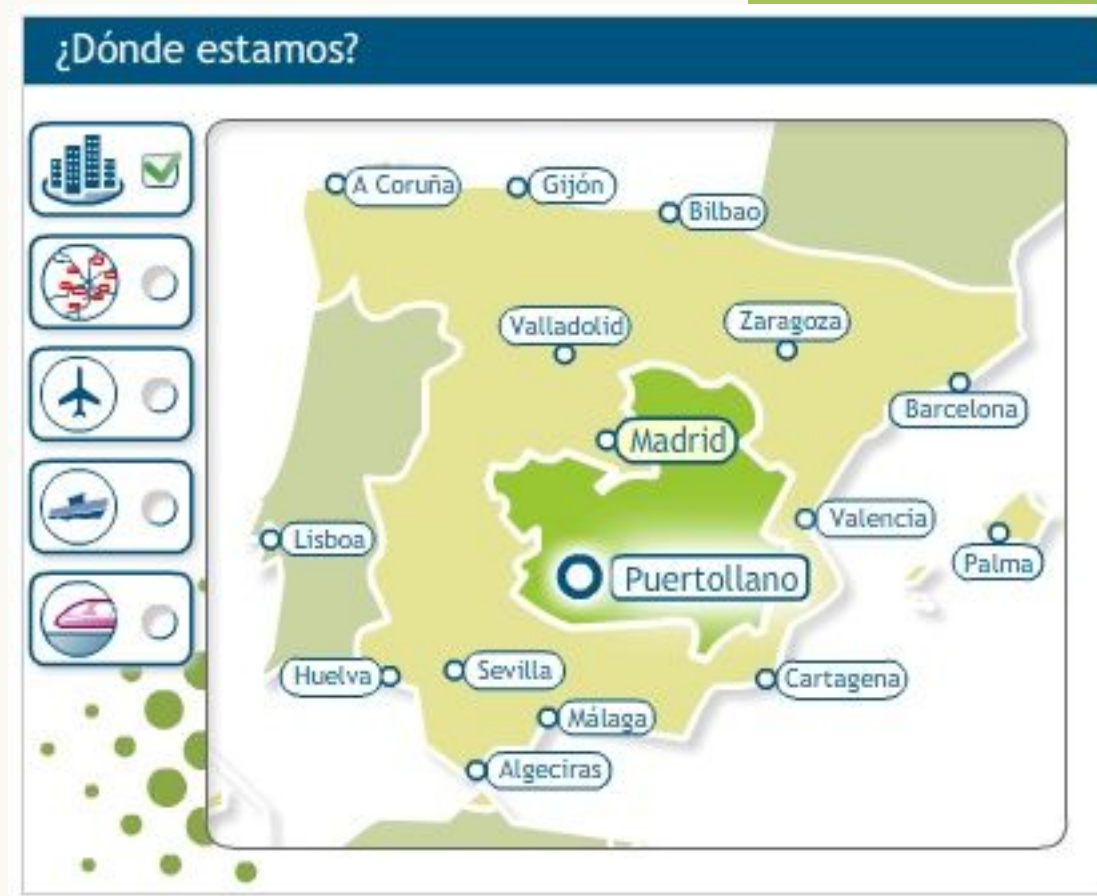 ¿Dónde estamos?
A Coruña
Gijón
Bilbao
Valladolid
Zaragoza
Barcelona
Madrid
Valencia
Lisboa
Palma
Puertollano
Huelva
Sevilla
Cartagena
Málaga
Algeciras